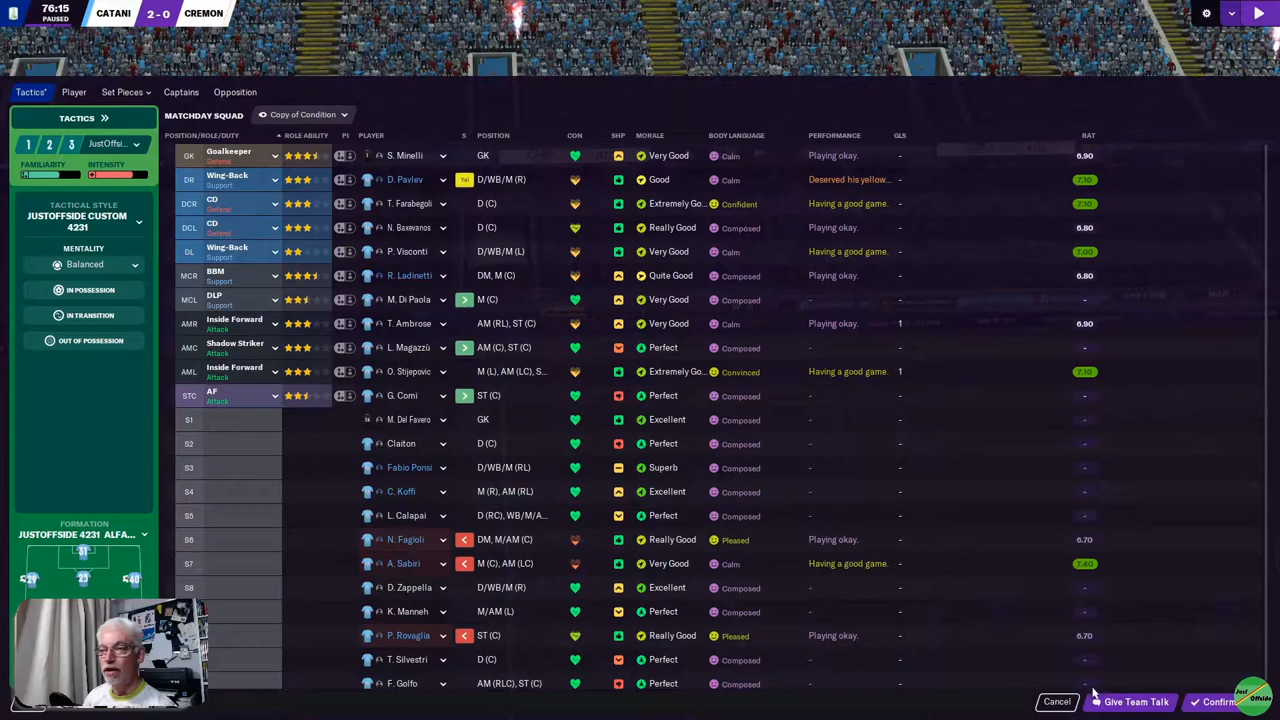 76:15
PAUSED
CATANI 2 - 0 CREMON
Tactics* Player Set Pieces Captains Opposition
TACTICS
MATCHDAY SQUAD Copy of Condition
POSITION/ROLE/DUTY ROLE ABILITY PI PLAYER S POSITION CON SHP MORALE BODY LANGUAGE PERFORMANCE GLS RAT
1 2 3 JustOffsi...
FAMILIARITY INTENSITY
TACTICAL STYLE
JUSTOFFSIDE CUSTOM
4231
MENTALITY
Balanced
IN POSSESSION
IN TRANSITION
OUT OF POSSESSION
FORMATION
JUSTOFFSIDE 4231 ALFA...
31
29 23 40
GK Goalkeeper Defend S. Minelli GK Very Good Calm Playing okay. - 6.90
DR Wing-Back Support D. Pavlev Yel D/WB/M (R) Good Calm Deserved his yellow... - 7.10
DCR CD Defend T. Farabegoli D (C) Extremely Go... Confident Having a good game. - 7.10
DCL CD Defend N. Baxevanos D (C) Really Good Composed - 6.80
DL Wing-Back Support P. Visconti D/WB/M (L) Very Good Calm Having a good game. - 7.00
MCR BBM Support R. Ladinetti DM, M (C) Quite Good Composed Playing okay. - 6.80
MCL DLP Support M. Di Paola M (C) Very Good Composed - - -
AMR Inside Forward Attack T. Ambrose AM (RL), ST (C) Very Good Calm Playing okay. 1 6.90
AMC Shadow Striker Attack L. Magazzù AM (C), ST (C) Perfect Composed - - -
AML Inside Forward Attack O. Stijepovic M (L), AM (LC), S... Extremely Go... Convinced Having a good game. 1 7.10
STC AF Attack G. Comi ST (C) Perfect Composed - - -
S1 M. Del Favero GK Excellent Composed - - -
S2 Claiton D (C) Perfect Composed - - -
S3 Fabio Ponsi D/WB/M (RL) Superb Composed - - -
S4 C. Koffi M (R), AM (RL) Excellent Composed - - -
S5 L. Calapai D (RC), WB/M/A... Perfect Composed - - -
S6 N. Fagioli DM, M/AM (C) Really Good Pleased Playing okay. - 6.70
S7 A. Sabiri M (C), AM (LC) Very Good Calm Having a good game. - 7.40
S8 D. Zappella D/WB/M (R) Excellent Composed - - -
K. Manneh M/AM (L) Perfect Composed - - -
P. Rovaglia ST (C) Really Good Pleased Playing okay. - 6.70
T. Silvestri D (C) Perfect Composed - - -
F. Golfo AM (RLC), ST (C) Perfect Composed - - -
Cancel Give Team Talk Confirm
Just
Offside